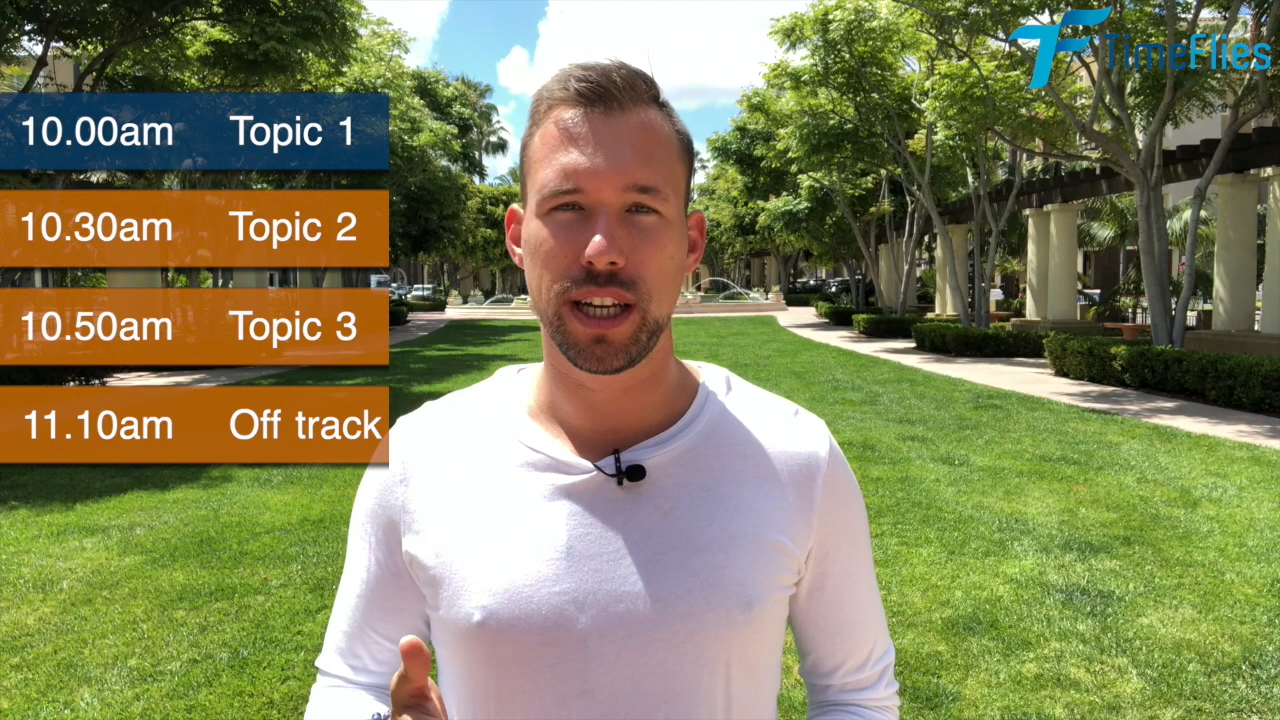 TimeFlies
10.00am Topic 1
10.30am Topic 2
10.50am Topic 3
11.10am Off track